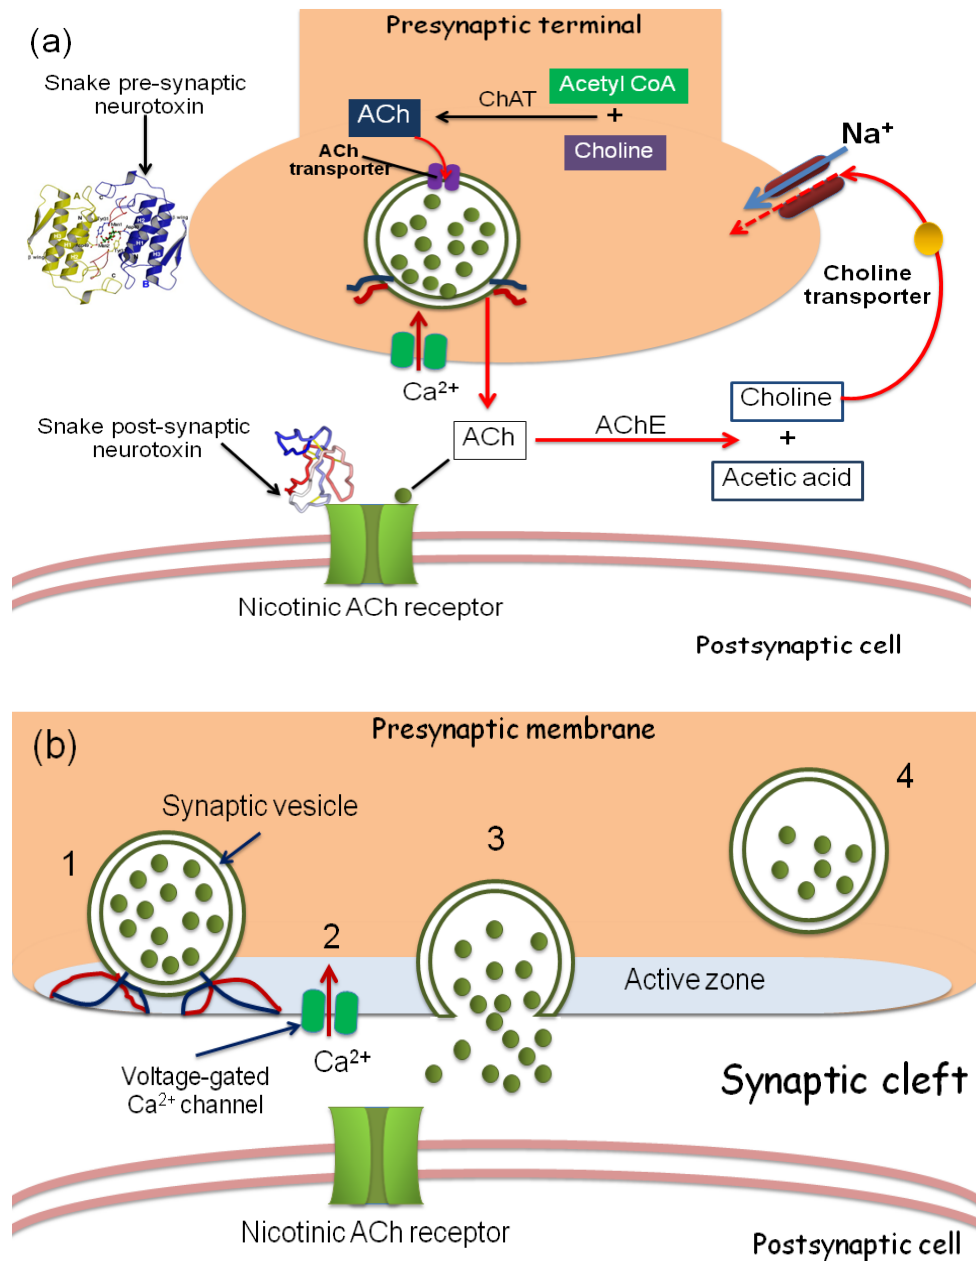 (a)
Presynaptic terminal
Snake pre-synaptic
neurotoxin
ACh
ChAT
Acetyl CoA
+
Choline
ACh
transporter
Na⁺
Choline
transporter
Ca²⁺
Snake post-synaptic
neurotoxin
ACh
AChE
Choline
+
Acetic acid
Nicotinic ACh receptor
Postsynaptic cell
(b)
Presynaptic membrane
Synaptic vesicle
1
2
3
4
Active zone
Voltage-gated
Ca²⁺ channel
Ca²⁺
Synaptic cleft
Nicotinic ACh receptor
Postsynaptic cell